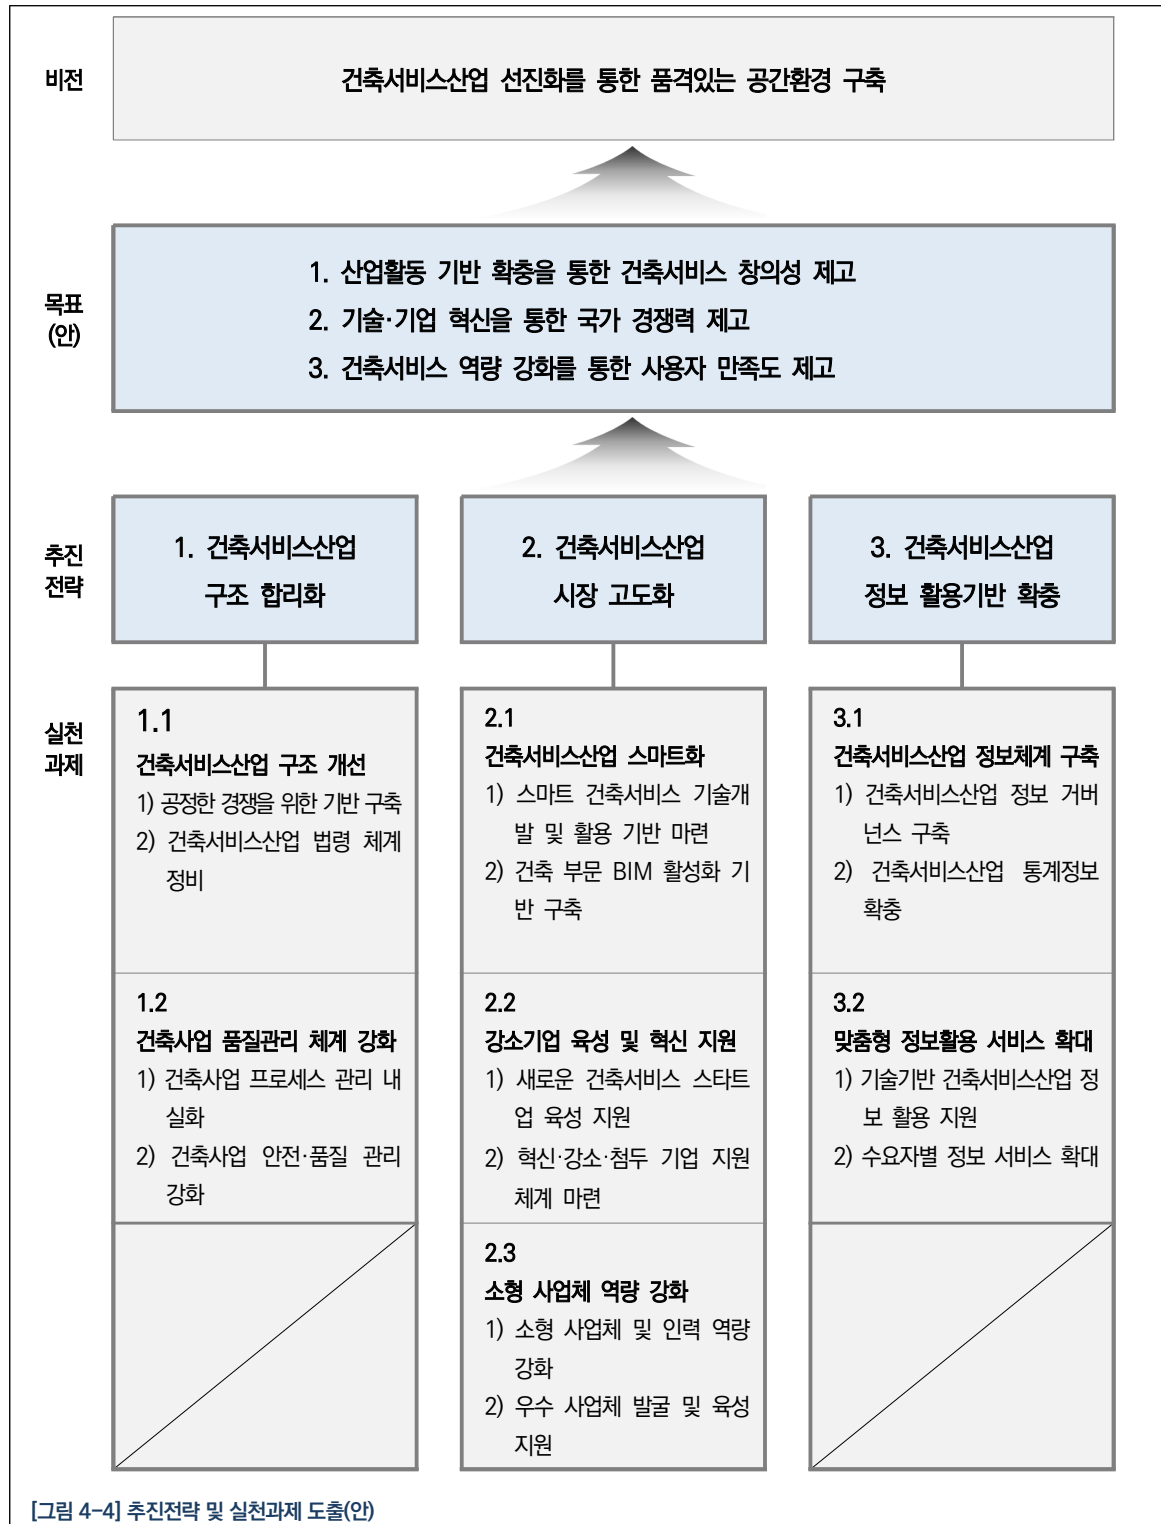 비전
건축서비스산업 선진화를 통한 품격있는 공간환경 구축
목표
(안)
1. 산업활동 기반 확충을 통한 건축서비스 창의성 제고
2. 기술·기업 혁신을 통한 국가 경쟁력 제고
3. 건축서비스 역량 강화를 통한 사용자 만족도 제고
추진
전략
1. 건축서비스산업
구조 합리화
2. 건축서비스산업
시장 고도화
3. 건축서비스산업
정보 활용기반 확충
실천
과제
1.1
건축서비스산업 구조 개선
1) 공정한 경쟁을 위한 기반 구축
2) 건축서비스산업 법령 체계
정비
1.2
건축사업 품질관리 체계 강화
1) 건축사업 프로세스 관리 내
실화
2) 건축사업 안전·품질 관리
강화
2.1
건축서비스산업 스마트화
1) 스마트 건축서비스 기술개
발 및 활용 기반 마련
2) 건축 부문 BIM 활성화 기
반 구축
2.2
강소기업 육성 및 혁신 지원
1) 새로운 건축서비스 스타트
업 육성 지원
2) 혁신·강소·첨두 기업 지원
체계 마련
2.3
소형 사업체 역량 강화
1) 소형 사업체 및 인력 역량
강화
2) 우수 사업체 발굴 및 육성
지원
3.1
건축서비스산업 정보체계 구축
1) 건축서비스산업 정보 거버
넌스 구축
2) 건축서비스산업 통계정보
확충
3.2
맞춤형 정보활용 서비스 확대
1) 기술기반 건축서비스산업 정
보 활용 지원
2) 수요자별 정보 서비스 확대
[그림 4-4] 추진전략 및 실천과제 도출(안)